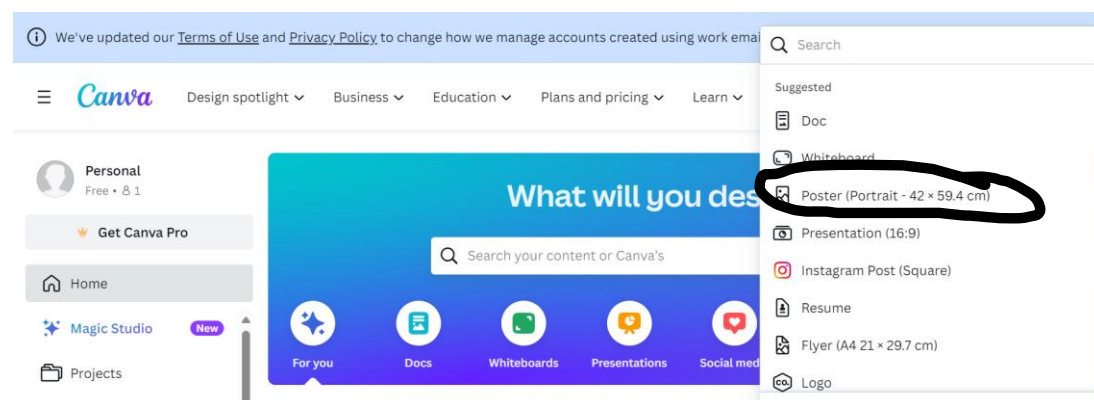 We've updated our Terms of Use and Privacy Policy to change how we manage accounts created using work emai
Canva
Design spotlight
Business
Education
Plans and pricing
Learn
Personal
Free • 1
Get Canva Pro
Home
Magic Studio
New
Projects
What will you des
Search your content or Canva's
For you
Docs
Whiteboards
Presentations
Social med
Search
Suggested
Doc
Whiteboard
Poster (Portrait - 42 × 59.4 cm)
Presentation (16:9)
Instagram Post (Square)
Resume
Flyer (A4 21 × 29.7 cm)
CO.
Logo